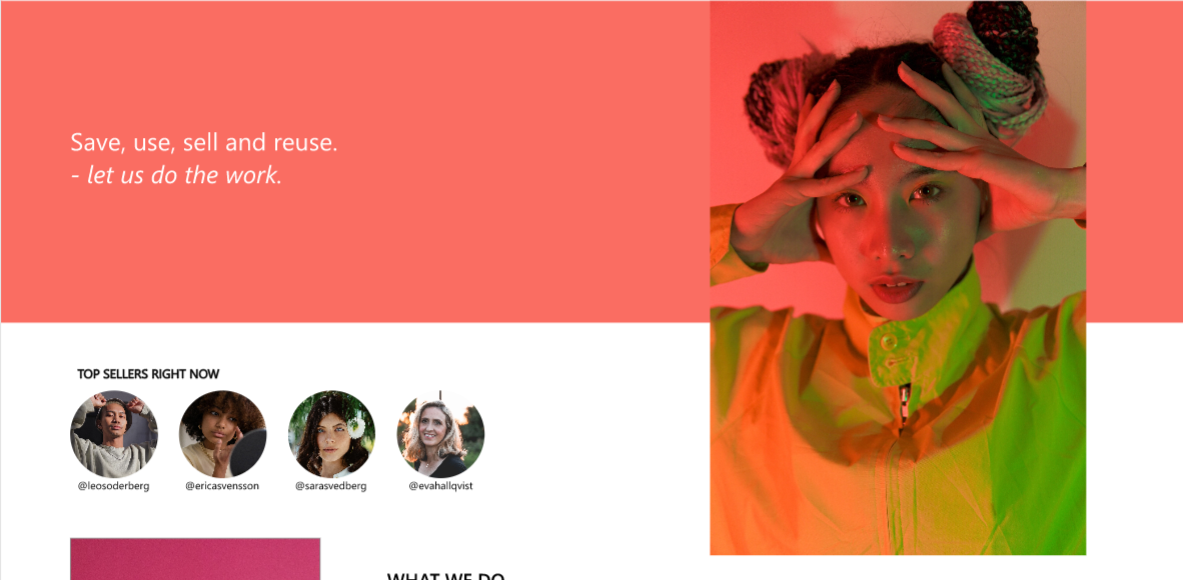 Save, use, sell and reuse.
- let us do the work.
TOP SELLERS RIGHT NOW
@leosoderberg @ericasvensson @sarasvedberg @evahallqvist
WHAT WE DO